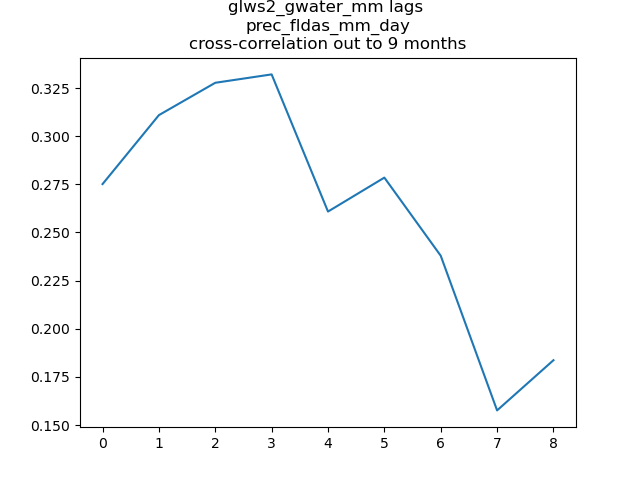 glws2_gwater_mm lags
prec_fldas_mm_day
cross-correlation out to 9 months
0.325
0.300
0.275
0.250
0.225
0.200
0.175
0.150
0 1 2 3 4 5 6 7 8